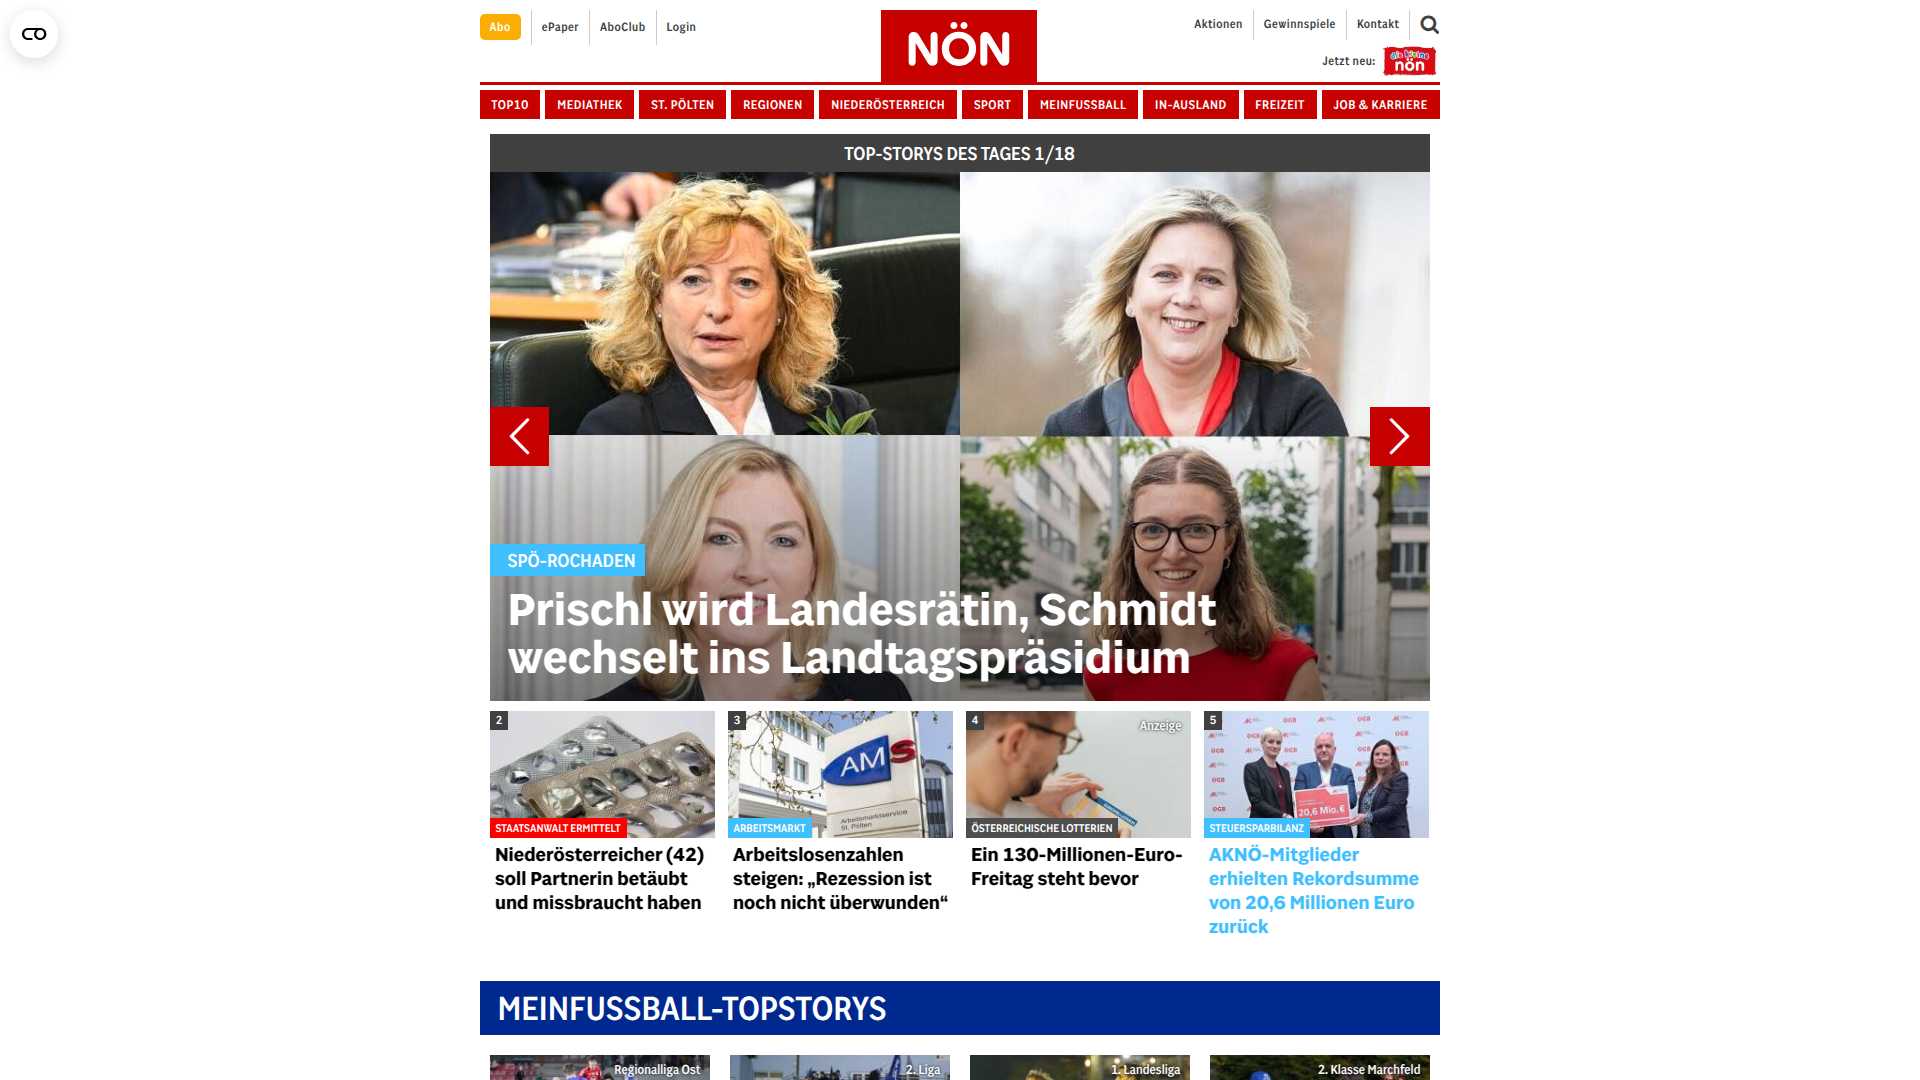 Abo
ePaper
AboClub
Login
NÖN
Aktionen
Gewinnspiele
Kontakt
Jetzt neu:
die kleine
nön
TOP10
MEDIATHEK
ST. PÖLTEN
REGIONEN
NIEDERÖSTERREICH
SPORT
MEINFUSSBALL
IN-AUSLAND
FREIZEIT
JOB & KARRIERE
TOP-STORYS DES TAGES 1/18
SPÖ-ROCHADEN
Prischl wird Landesrätin, Schmidt
wechselt ins Landtagspräsidium
2
STAATSANWALT ERMITTELT
Niederösterreicher (42)
soll Partnerin betäubt
und missbraucht haben
3
AMS
Arbeitsmarktservice
St. Pölten
ARBEITSMARKT
Arbeitslosenzahlen
steigen: „Rezession ist
noch nicht überwunden“
4
Anzeige
ÖSTERREICHISCHE LOTTERIEN
Ein 130-Millionen-Euro-
Freitag steht bevor
5
ÖGB
20,6 Mio. €
STEUERSPARBILANZ
AKNÖ-Mitglieder
erhielten Rekordsumme
von 20,6 Millionen Euro
zurück
MEINFUSSBALL-TOPSTORYS
Regionalliga Ost
2. Liga
1. Landesliga
2. Klasse Marchfeld